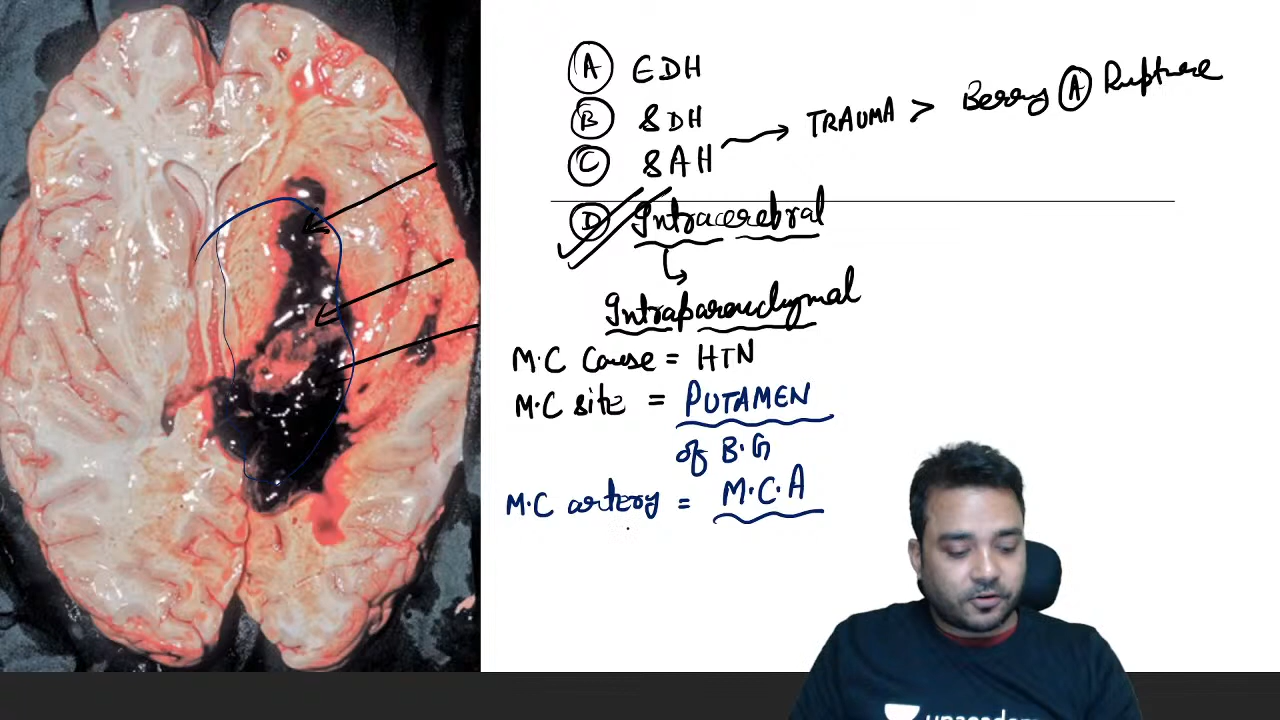 A EDH
B SDH
C SAH → TRAUMA > Berry A Rupture
D Intracerebral
Intraparenchymal
M.C Cause = HTN
M.C site = PUTAMEN
of B.G
M.C artery = M.C.A